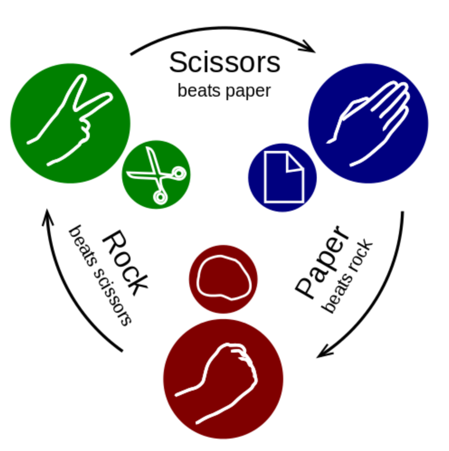 Scissors
beats paper
Rock
beats scissors
Paper
beats rock